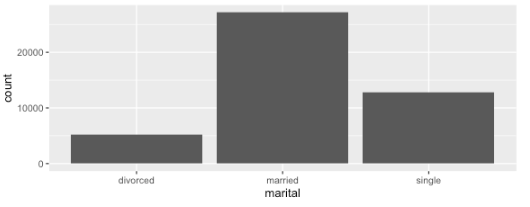 count
20000
10000
0
divorced married single
marital